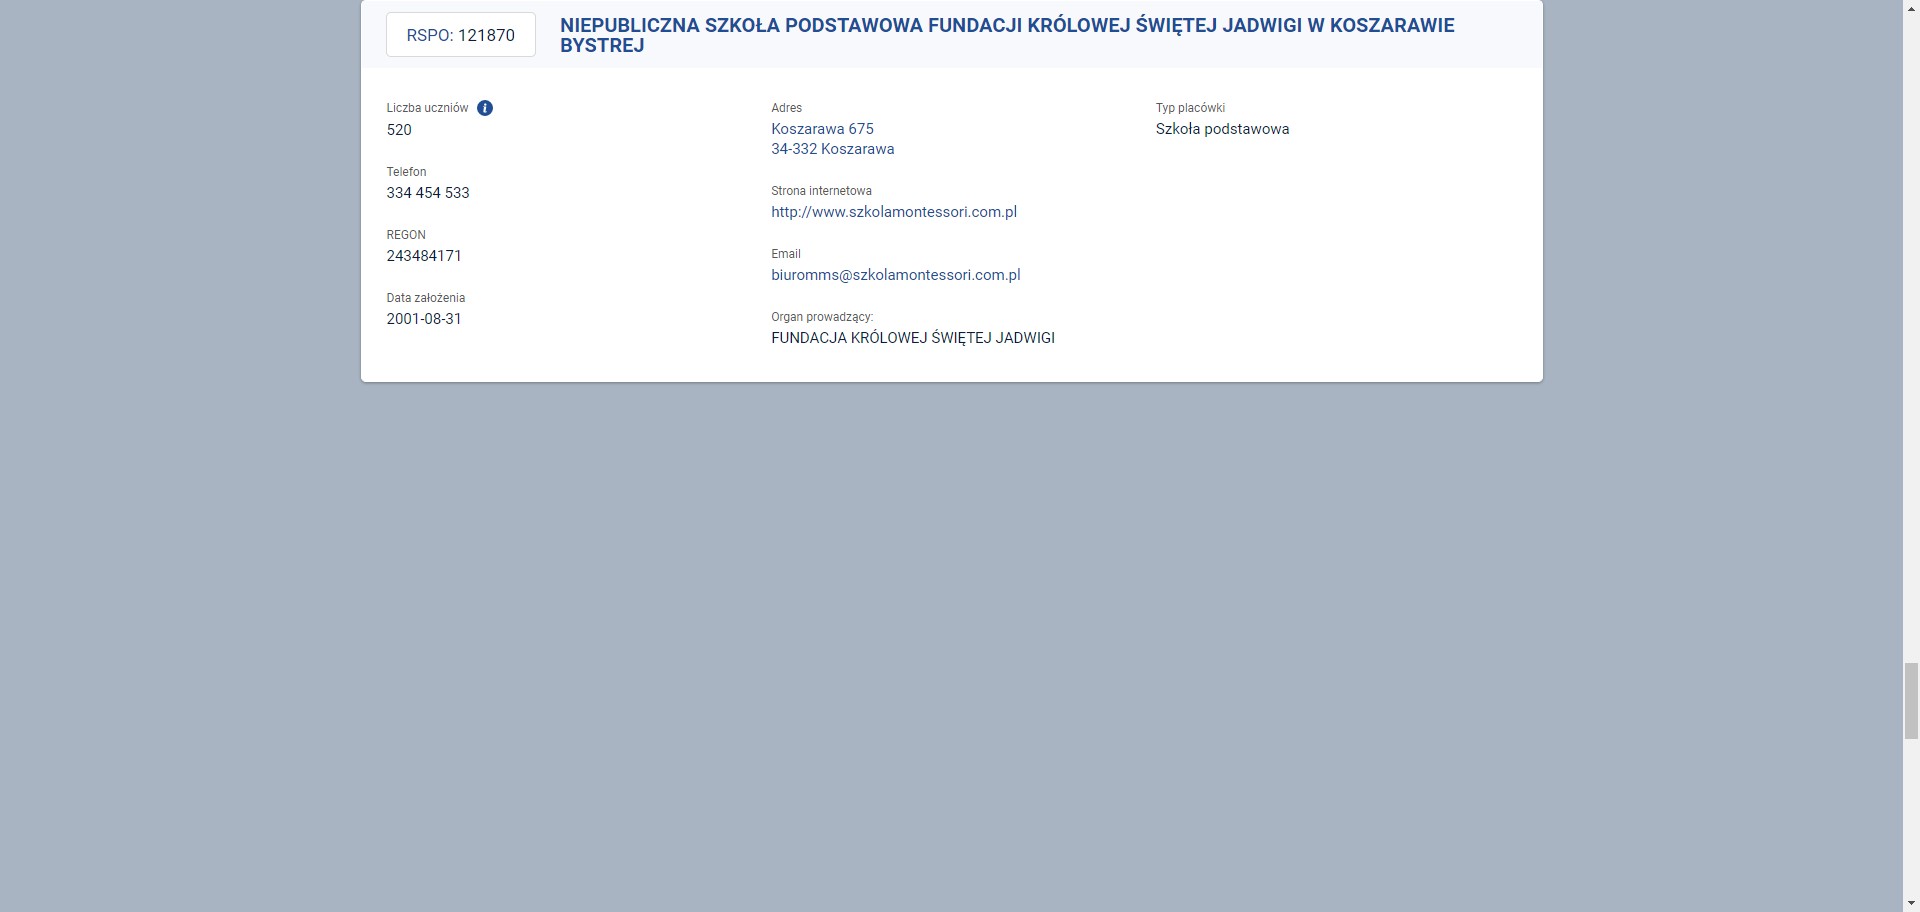 RSPO: 121870
NIEPUBLICZNA SZKOŁA PODSTAWOWA FUNDACJI KRÓLOWEJ ŚWIĘTEJ JADWIGI W KOSZARAWIE
BYSTREJ
Liczba uczniów
520
Telefon
334 454 533
REGON
243484171
Data założenia
2001-08-31
Adres
Koszarawa 675
34-332 Koszarawa
Strona internetowa
http://www.szkolamontessori.com.pl
Email
biuromms@szkolamontessori.com.pl
Organ prowadzący:
FUNDACJA KRÓLOWEJ ŚWIĘTEJ JADWIGI
Typ placówki
Szkoła podstawowa